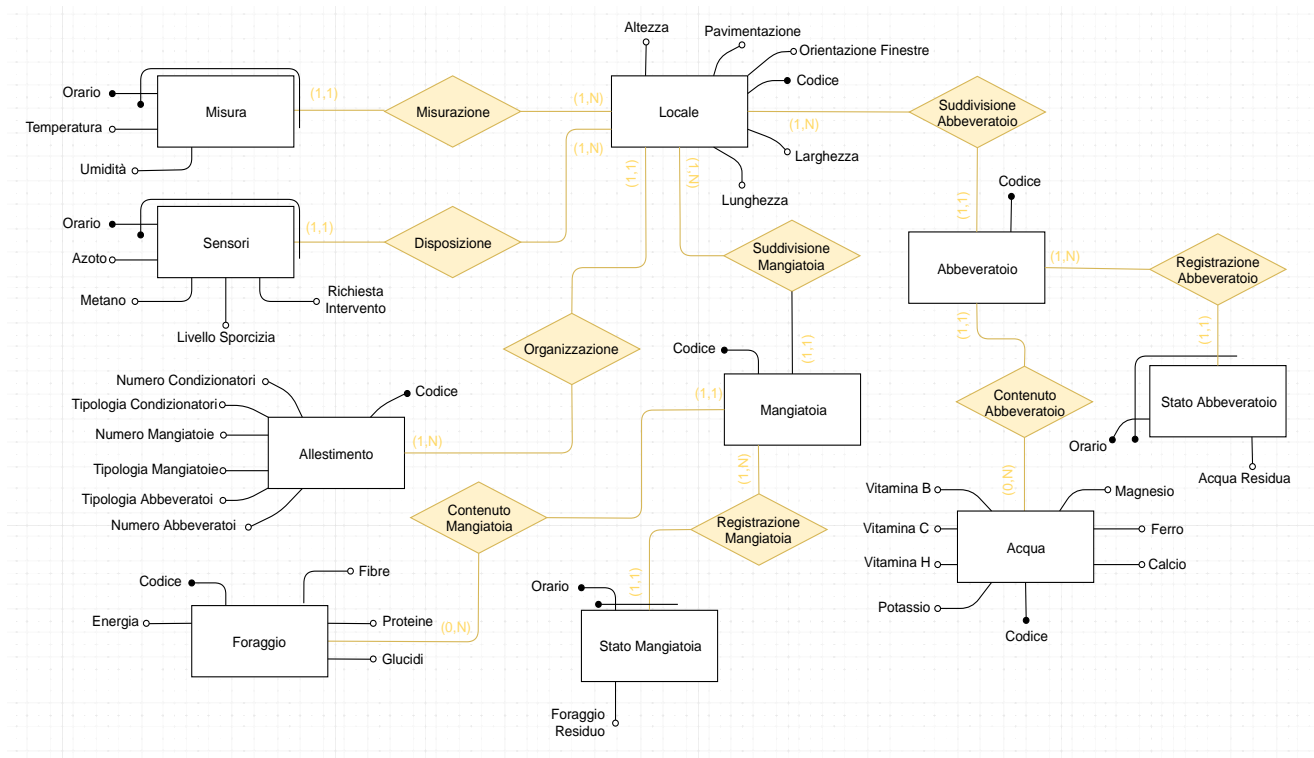 Altezza
Pavimentazione
Orientazione Finestre
Codice
Orario
Temperatura
Umidità
Misura
(1,1)
Misurazione
(1,N)
Locale
(1,N)
(1,N)
(1,1)
(1,N)
Larghezza
Lunghezza
Suddivisione
Abbeveratoio
(1,1)
Codice
Orario
Azoto
Metano
Sensori
(1,1)
Livello Sporcizia
Richiesta
Intervento
Disposizione
Suddivisione
Mangiatoia
(1,1)
Abbeveratoio
(1,N)
(1,1)
Registrazione
Abbeveratoio
(1,1)
Organizzazione
Codice
Mangiatoia
(1,1)
(1,N)
Contenuto
Abbeveratoio
(0,N)
Stato Abbeveratoio
Orario
Acqua Residua
Numero Condizionatori
Tipologia Condizionatori
Numero Mangiatoie
Tipologia Mangiatoie
Tipologia Abbeveratoi
Numero Abbeveratoi
Codice
Allestimento
(1,N)
Contenuto
Mangiatoia
Registrazione
Mangiatoia
(1,1)
Vitamina B
Vitamina C
Vitamina H
Potassio
Magnesio
Ferro
Calcio
Acqua
Codice
Codice
Energia
Fibre
Proteine
Glucidi
Foraggio
(0,N)
Orario
Stato Mangiatoia
Foraggio
Residuo